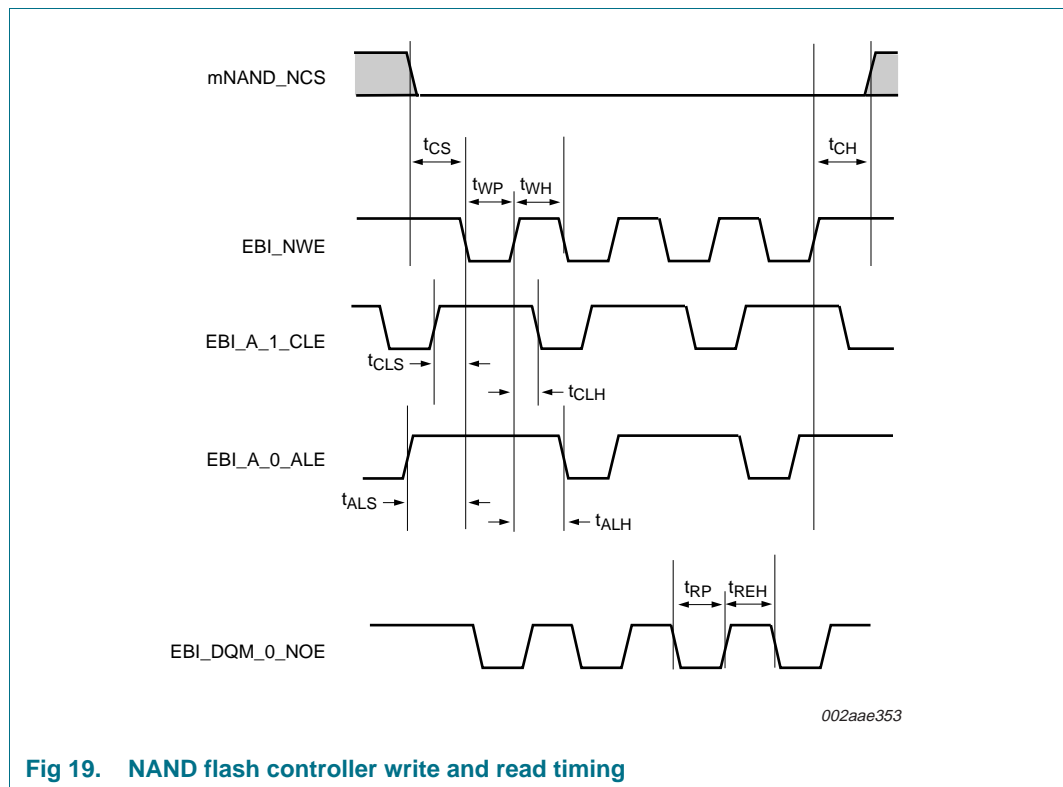 mNAND_NCS
tCS
tCH
tWP
tWH
EBI_NWE
EBI_A_1_CLE
tCLS
tCLH
EBI_A_0_ALE
tALS
tALH
tRP
tREH
EBI_DQM_0_NOE
002aae353
Fig 19. NAND flash controller write and read timing